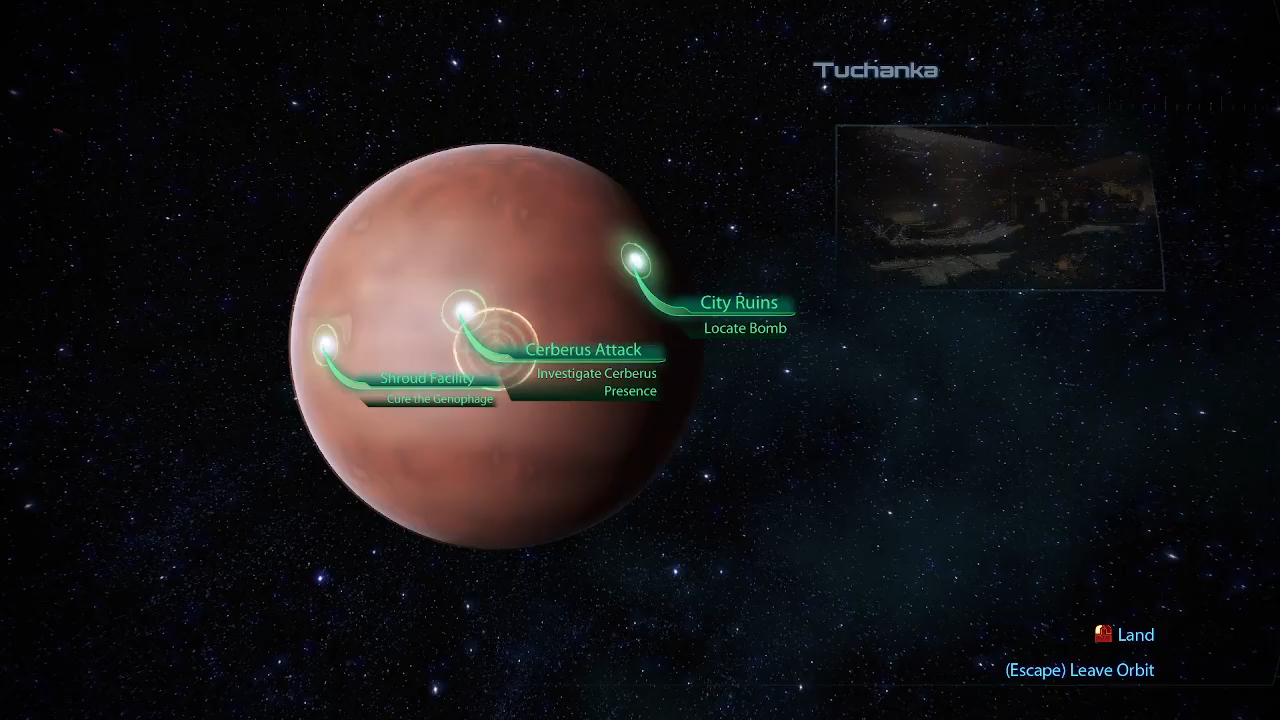 Tuchanka
City Ruins
Locate Bomb
Cerberus Attack
Investigate Cerberus
Presence
Shroud Facility
Cure the Genophage
Land
(Escape) Leave Orbit